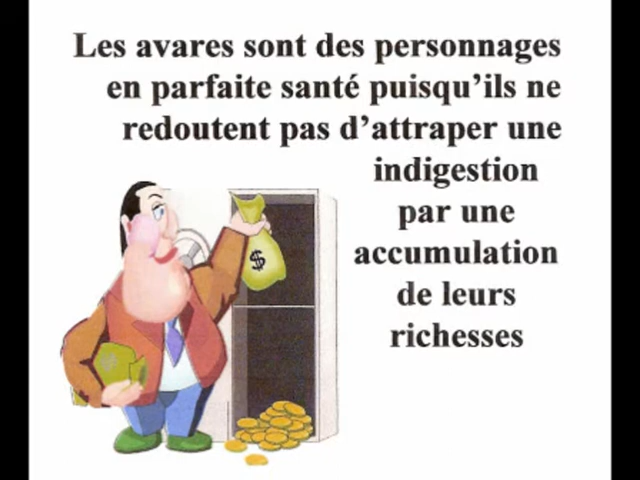 Les avares sont des personnages
en parfaite santé puisqu'ils ne
redoutent pas d'attraper une
indigestion
par une
accumulation
de leurs
richesses
$
$